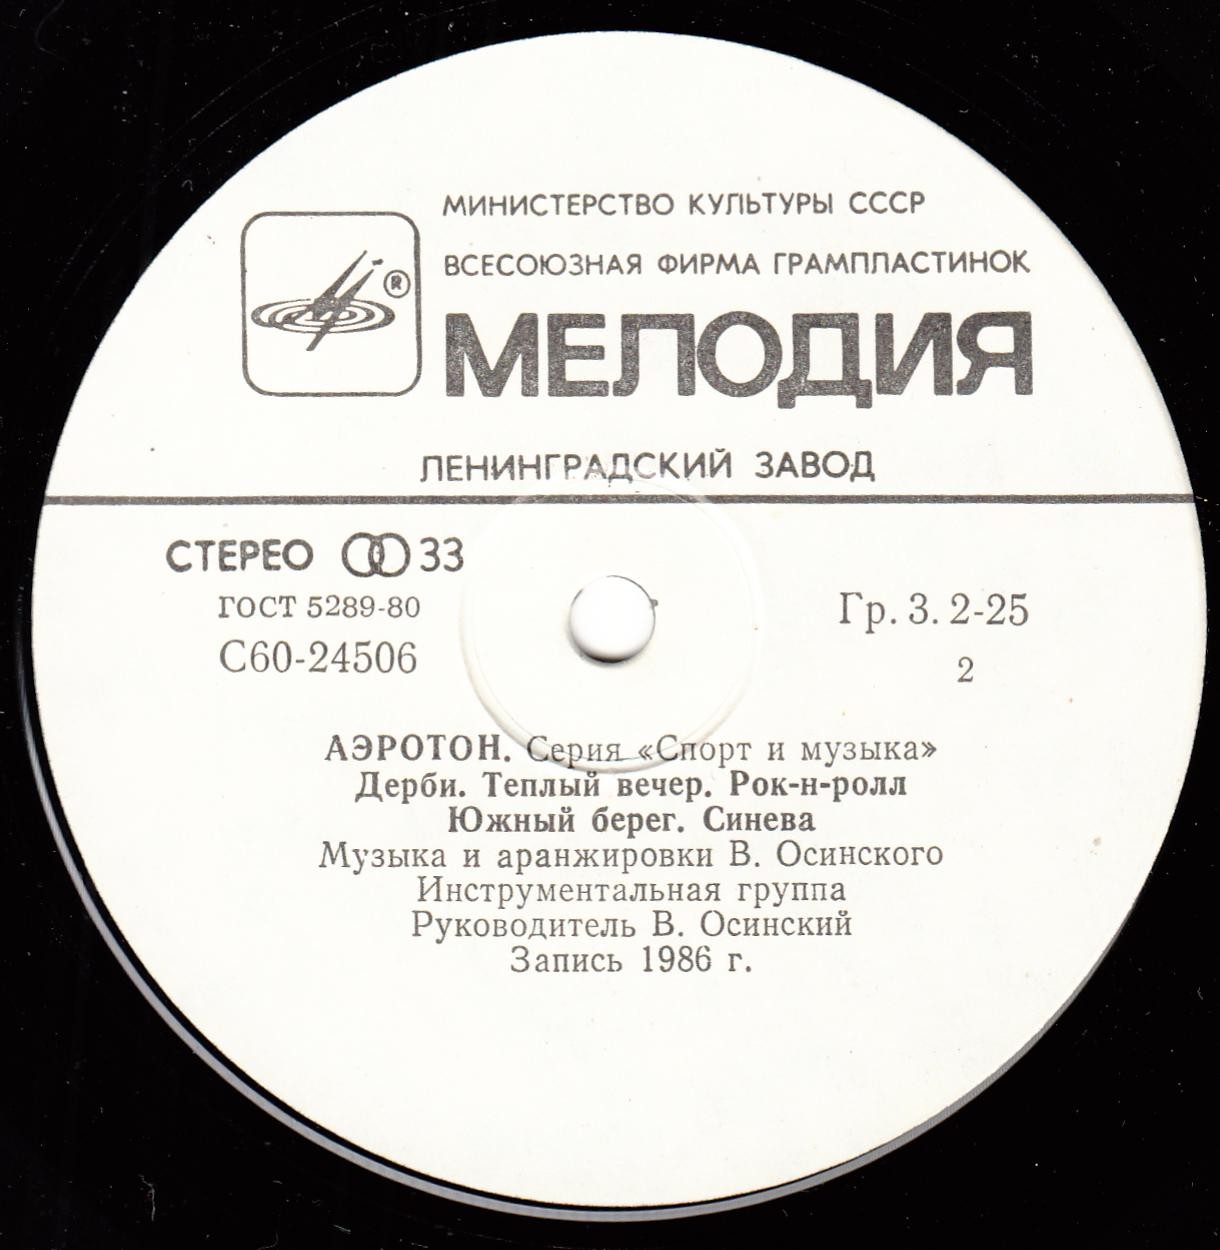 МИНИСТЕРСТВО КУЛЬТУРЫ СССР
ВСЕСОЮЗНАЯ ФИРМА ГРАМПЛАСТИНОК
®
МЕЛОДИЯ
ЛЕНИНГРАДСКИЙ ЗАВОД
СТЕРЕО 33
ГОСТ 5289-80
С60-24506
Гр. 3. 2-25
2
АЭРОТОН. Серия «Спорт и музыка»
Дерби. Теплый вечер. Рок-н-ролл
Южный берег. Синева
Музыка и аранжировки В. Осинского
Инструментальная группа
Руководитель В. Осинский
Запись 1986 г.